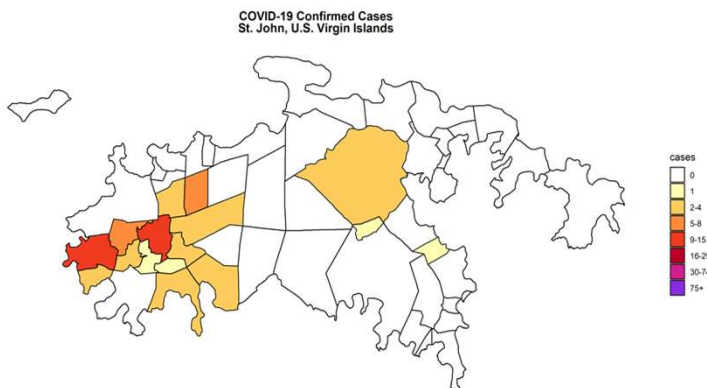 COVID-19 Confirmed Cases
St. John, U.S. Virgin Islands
cases
0
1
2-4
5-8
9-15
16-29
30-74
75+